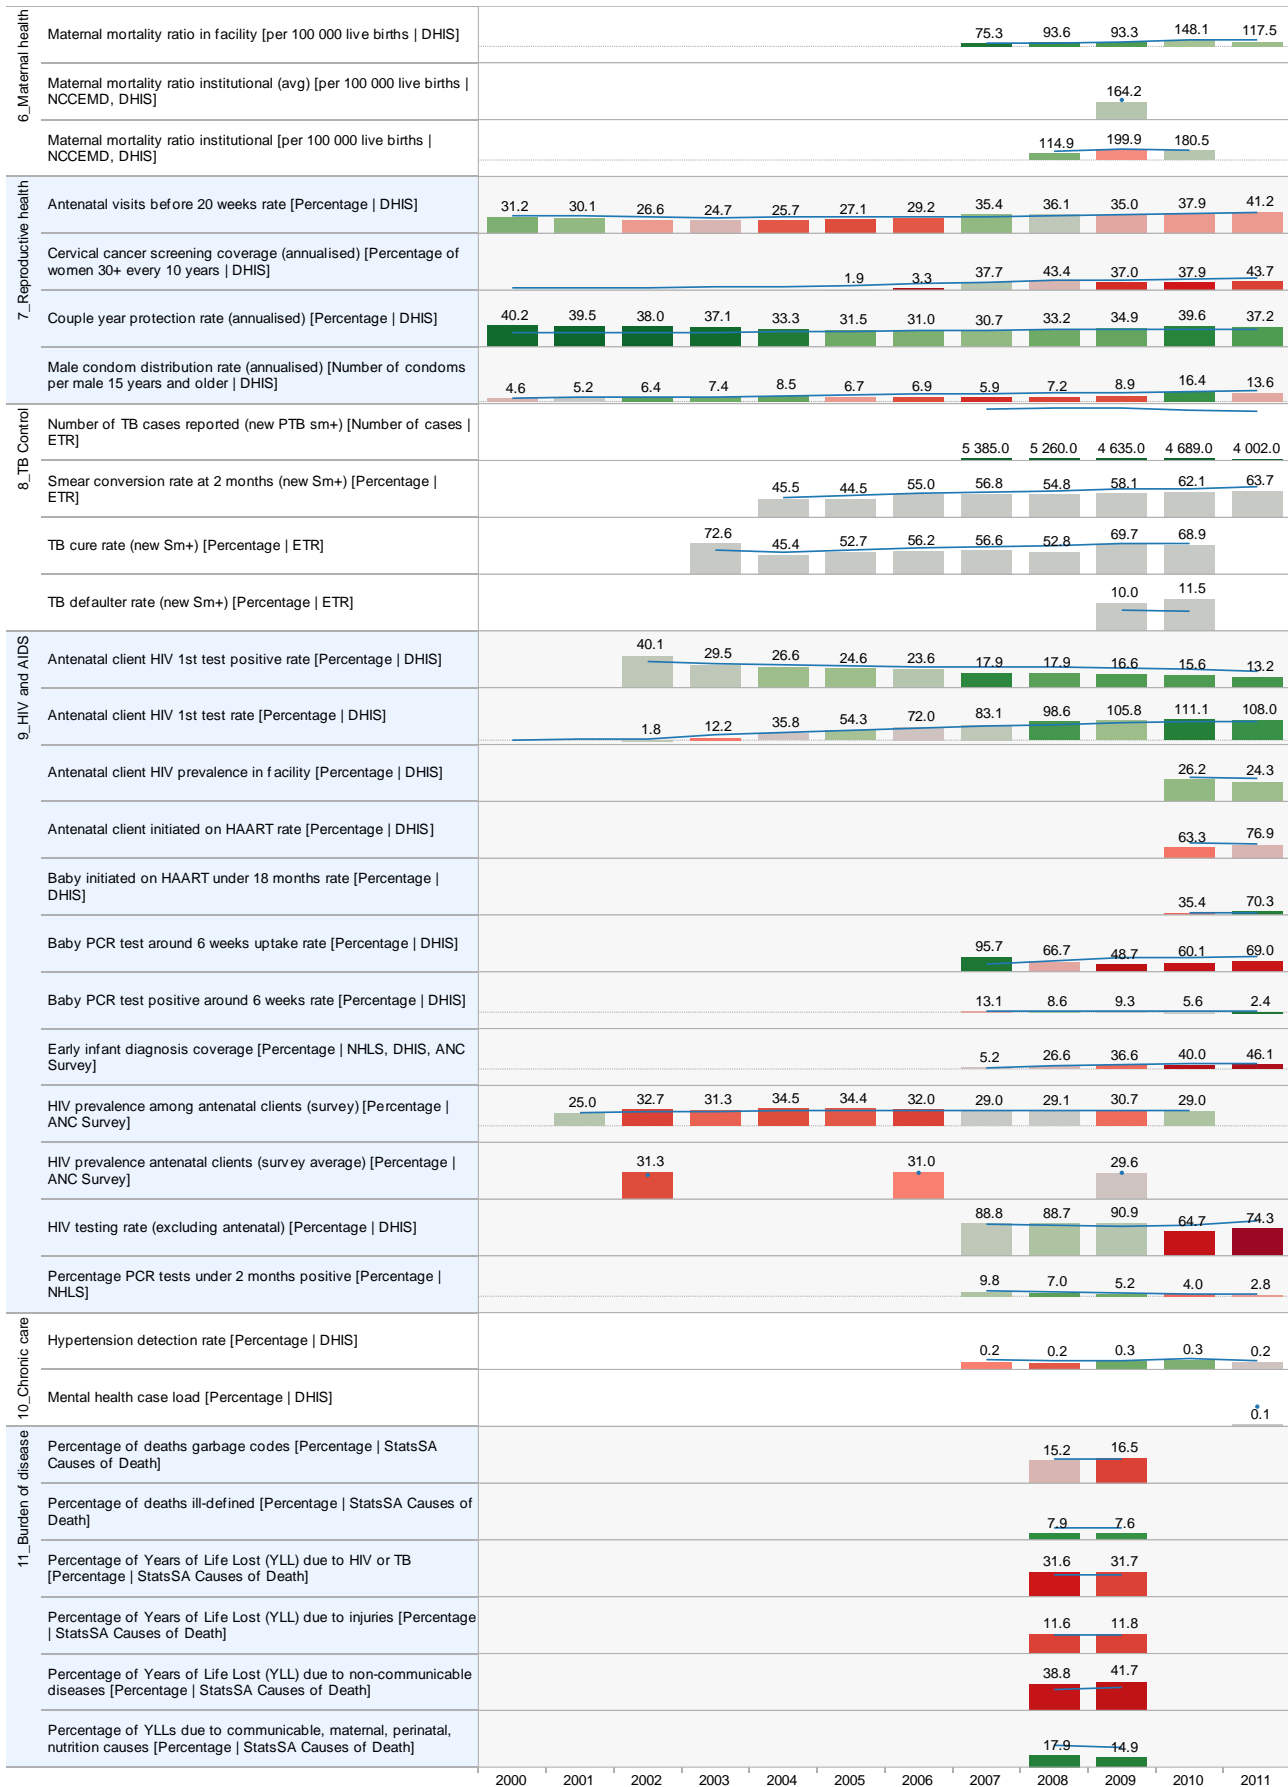 6_Maternal health
Maternal mortality ratio in facility [per 100 000 live births | DHIS]
75.3 93.6 93.3 148.1 117.5
Maternal mortality ratio institutional (avg) [per 100 000 live births |
NCCEMD, DHIS]
164.2
Maternal mortality ratio institutional [per 100 000 live births |
NCCEMD, DHIS]
114.9 199.9 180.5
7_Reproductive health
Antenatal visits before 20 weeks rate [Percentage | DHIS]
31.2 30.1 26.6 24.7 25.7 27.1 29.2 35.4 36.1 35.0 37.9 41.2
Cervical cancer screening coverage (annualised) [Percentage of
women 30+ every 10 years | DHIS]
1.9 3.3 37.7 43.4 37.0 37.9 43.7
Couple year protection rate (annualised) [Percentage | DHIS]
40.2 39.5 38.0 37.1 33.3 31.5 31.0 30.7 33.2 34.9 39.6 37.2
Male condom distribution rate (annualised) [Number of condoms
per male 15 years and older | DHIS]
4.6 5.2 6.4 7.4 8.5 6.7 6.9 5.9 7.2 8.9 16.4 13.6
8_TB Control
Number of TB cases reported (new PTB sm+) [Number of cases |
ETR]
5 385.0 5 260.0 4 635.0 4 689.0 4 002.0
Smear conversion rate at 2 months (new Sm+) [Percentage |
ETR]
45.5 44.5 55.0 56.8 54.8 58.1 62.1 63.7
TB cure rate (new Sm+) [Percentage | ETR]
72.6 45.4 52.7 56.2 56.6 52.8 69.7 68.9
TB defaulter rate (new Sm+) [Percentage | ETR]
10.0 11.5
9_HIV and AIDS
Antenatal client HIV 1st test positive rate [Percentage | DHIS]
40.1 29.5 26.6 24.6 23.6 17.9 17.9 16.6 15.6 13.2
Antenatal client HIV 1st test rate [Percentage | DHIS]
1.8 12.2 35.8 54.3 72.0 83.1 98.6 105.8 111.1 108.0
Antenatal client HIV prevalence in facility [Percentage | DHIS]
26.2 24.3
Antenatal client initiated on HAART rate [Percentage | DHIS]
63.3 76.9
Baby initiated on HAART under 18 months rate [Percentage |
DHIS]
35.4 70.3
Baby PCR test around 6 weeks uptake rate [Percentage | DHIS]
95.7 66.7 48.7 60.1 69.0
Baby PCR test positive around 6 weeks rate [Percentage | DHIS]
13.1 8.6 9.3 5.6 2.4
Early infant diagnosis coverage [Percentage | NHLS, DHIS, ANC
Survey]
5.2 26.6 36.6 40.0 46.1
HIV prevalence among antenatal clients (survey) [Percentage |
ANC Survey]
25.0 32.7 31.3 34.5 34.4 32.0 29.0 29.1 30.7 29.0
HIV prevalence antenatal clients (survey average) [Percentage |
ANC Survey]
31.3 31.0 29.6
HIV testing rate (excluding antenatal) [Percentage | DHIS]
88.8 88.7 90.9 64.7 74.3
Percentage PCR tests under 2 months positive [Percentage |
NHLS]
9.8 7.0 5.2 4.0 2.8
10_Chronic care
Hypertension detection rate [Percentage | DHIS]
0.2 0.2 0.3 0.3 0.2
Mental health case load [Percentage | DHIS]
0.1
11_Burden of disease
Percentage of deaths garbage codes [Percentage | StatsSA
Causes of Death]
15.2 16.5
Percentage of deaths ill-defined [Percentage | StatsSA Causes of
Death]
7.9 7.6
Percentage of Years of Life Lost (YLL) due to HIV or TB
[Percentage | StatsSA Causes of Death]
31.6 31.7
Percentage of Years of Life Lost (YLL) due to injuries [Percentage
| StatsSA Causes of Death]
11.6 11.8
Percentage of Years of Life Lost (YLL) due to non-communicable
diseases [Percentage | StatsSA Causes of Death]
38.8 41.7
Percentage of YLLs due to communicable, maternal, perinatal,
nutrition causes [Percentage | StatsSA Causes of Death]
17.9 14.9
2000 2001 2002 2003 2004 2005 2006 2007 2008 2009 2010 2011